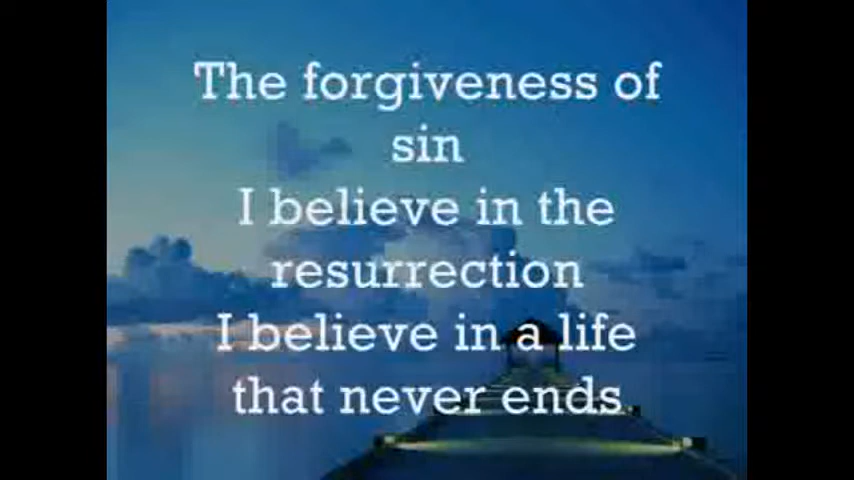 The forgiveness of
sin
I believe in the
resurrection
I believe in a life
that never ends